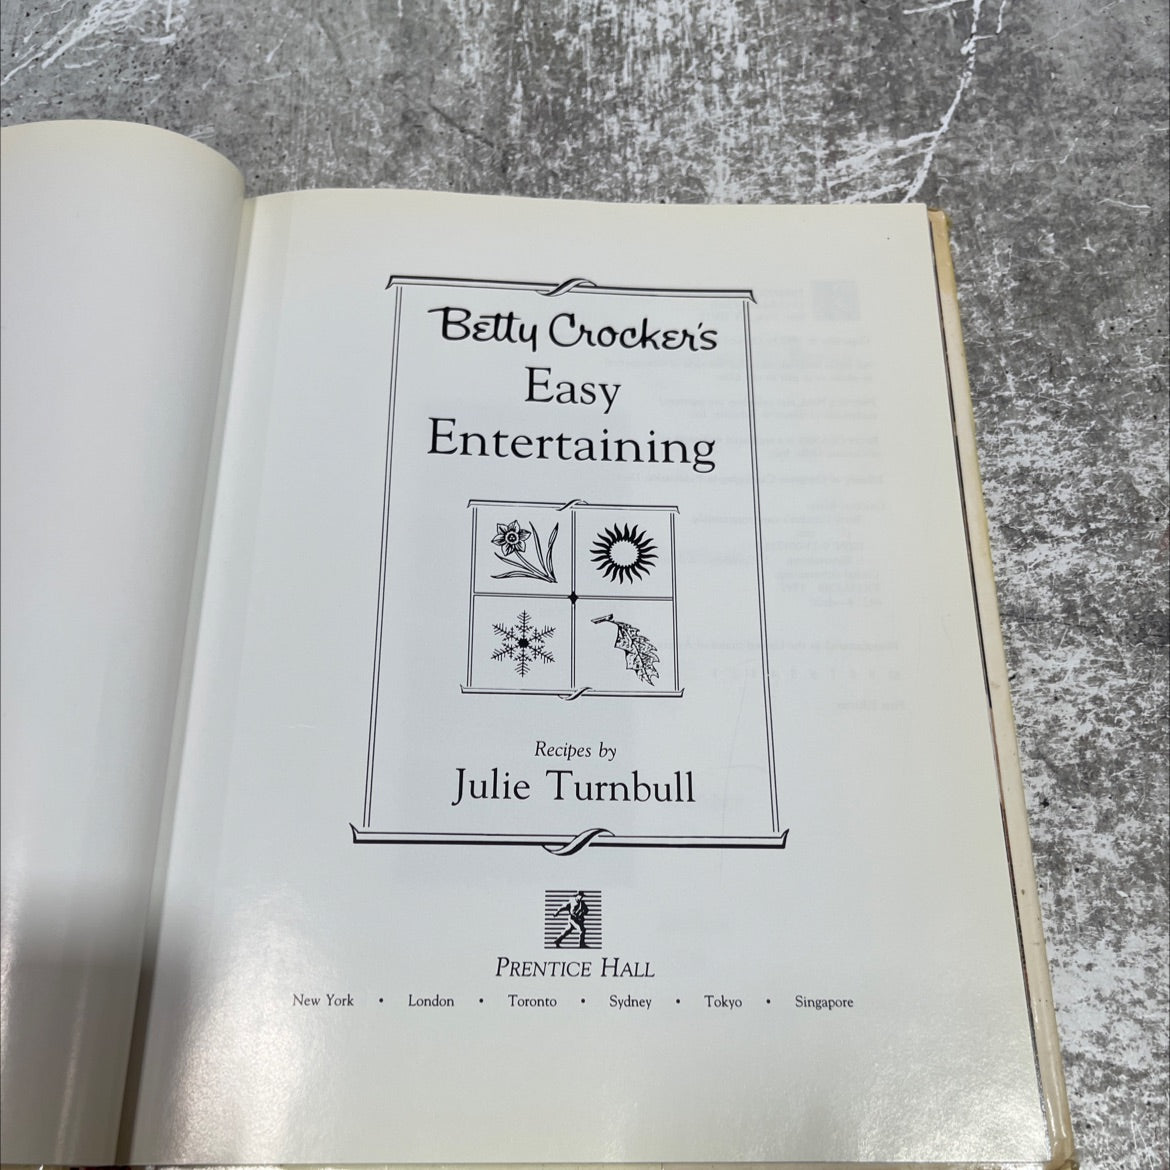 Betty Crocker's
Easy
Entertaining
Recipes by
Julie Turnbull
PRENTICE HALL
New York • London • Toronto • Sydney • Tokyo • Singapore